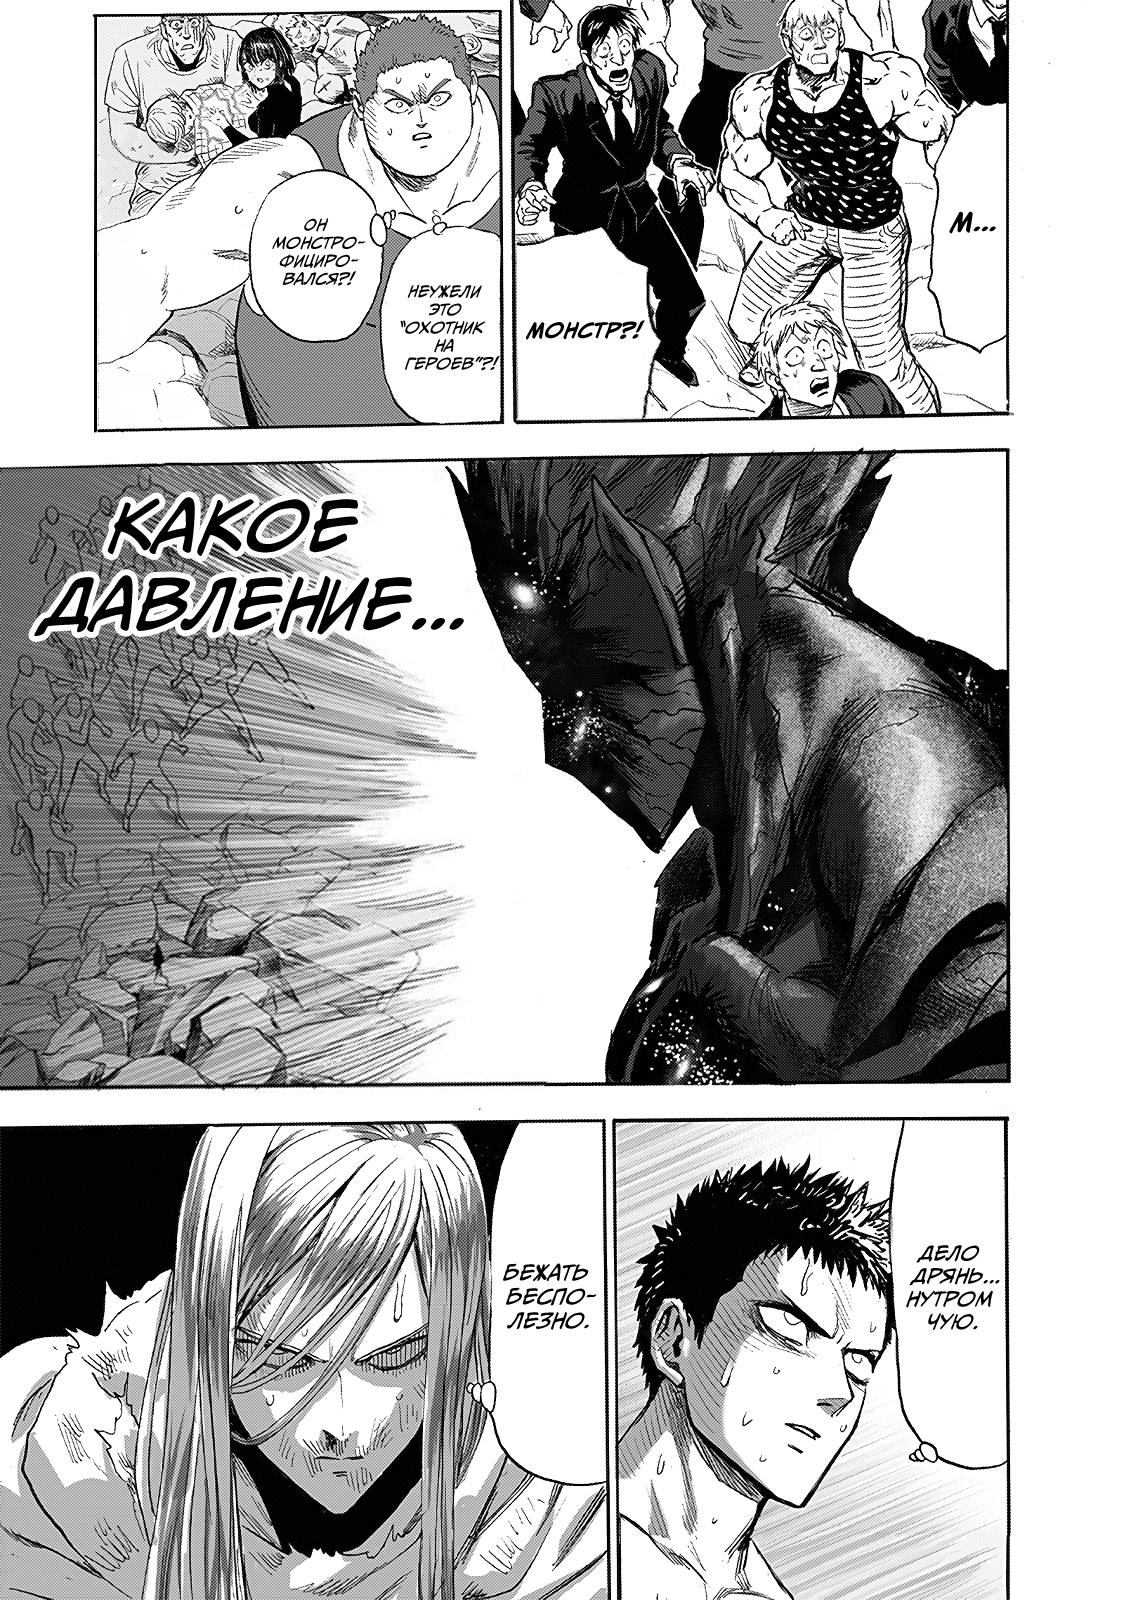 М...
МОНСТР?!
НЕУЖЕЛИ
ЭТО
"ОХОТНИК
НА
ГЕРОЕВ"?!
ОН
МОНСТРО-
ФИЦИРО-
ВАЛСЯ?!
КАКОЕ
ДАВЛЕНИЕ...
ДЕЛО
ДРЯНЬ...
НУТРОМ
ЧУЮ.
БЕЖАТЬ
БЕСПО-
ЛЕЗНО.